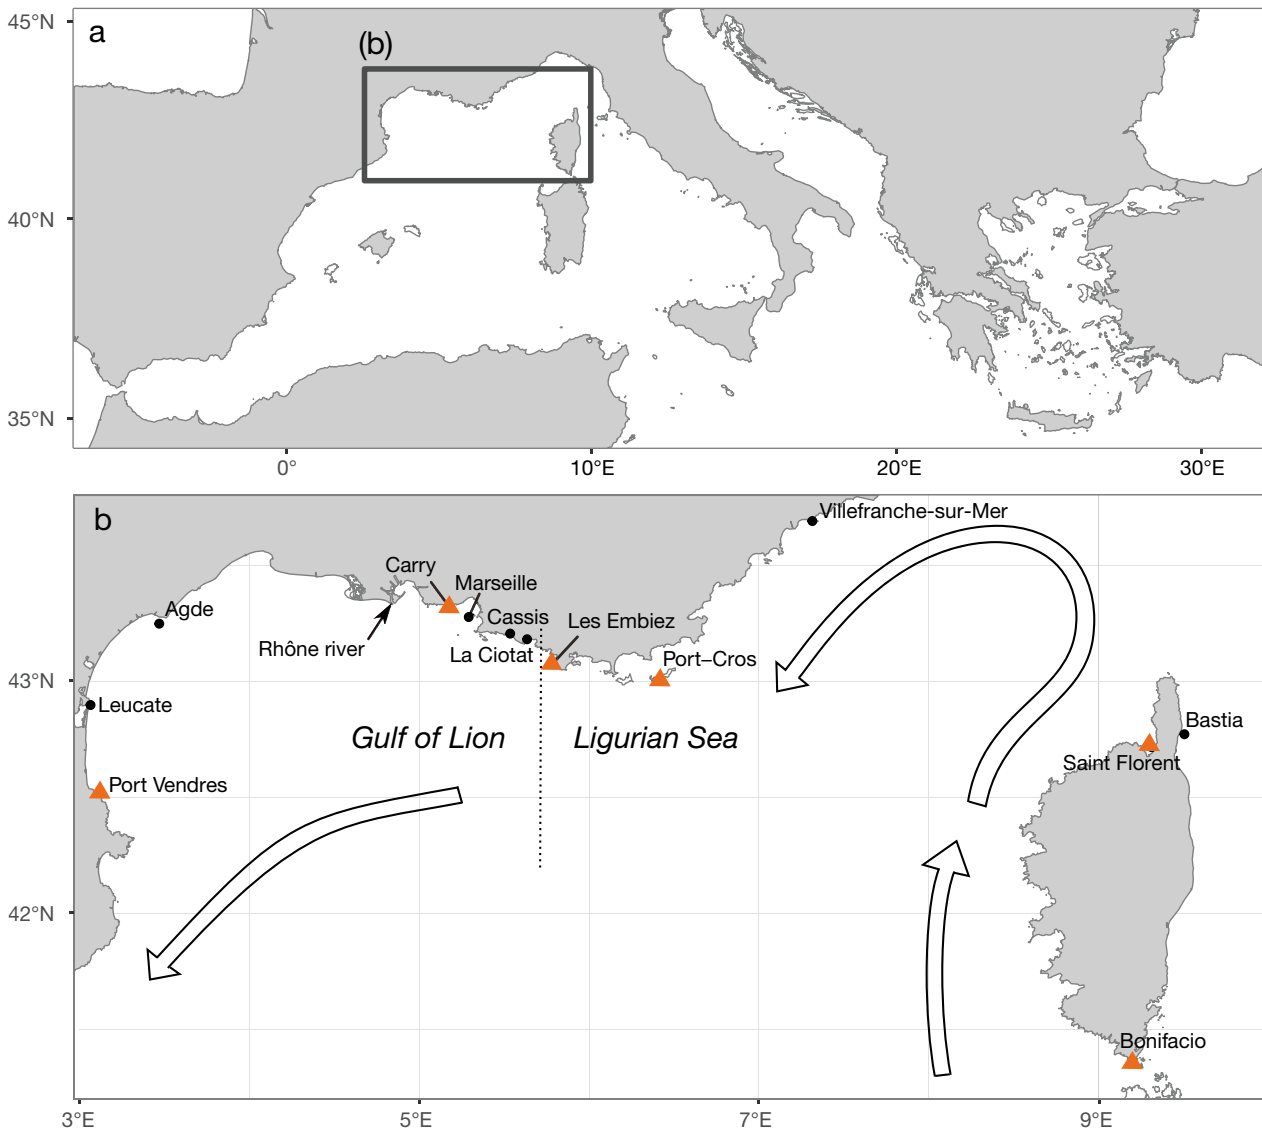 45°N
a
(b)
40°N
35°N
0°
10°E
20°E
30°E
b
Villefranche-sur-Mer
Carry
Marseille
Agde
Cassis
Les Embiez
Rhône river
La Ciotat
Port–Cros
43°N
Leucate
Bastia
Gulf of Lion
Ligurian Sea
Saint Florent
Port Vendres
42°N
Bonifacio
3°E
5°E
7°E
9°E